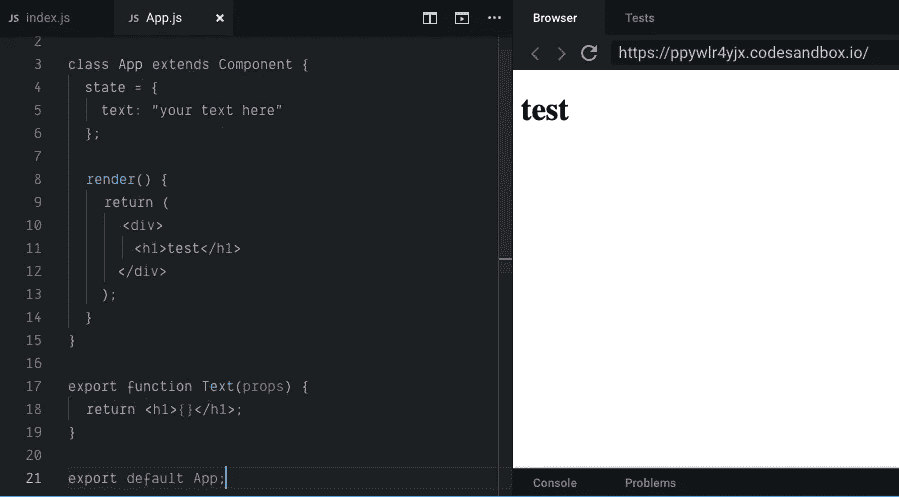 JS index.js
JS App.js ×
Browser
Tests
https://ppywlr4yjx.codesandbox.io/
test
2
3 class App extends Component {
4 state = {
5 text: "your text here"
6 };
7
8 render() {
9 return (
10 <div>
11 <h1>test</h1>
12 </div>
13 );
14 }
15 }
16
17 export function Text(props) {
18 return <h1>{}</h1>;
19 }
20
21 export default App;
Console
Problems